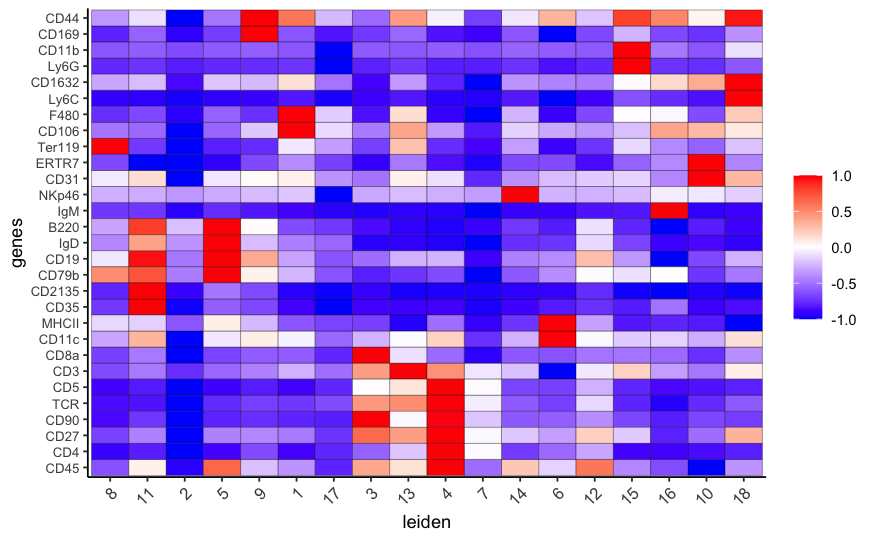 genes
CD44
CD169
CD11b
Ly6G
CD1632
Ly6C
F480
CD106
Ter119
ERTR7
CD31
NKp46
IgM
B220
IgD
CD19
CD79b
CD2135
CD35
MHCII
CD11c
CD8a
CD3
CD5
TCR
CD90
CD27
CD4
CD45
8 11 2 5 9 1 17 3 13 4 7 14 6 12 15 16 10 18
leiden
1.0
0.5
0.0
-0.5
-1.0